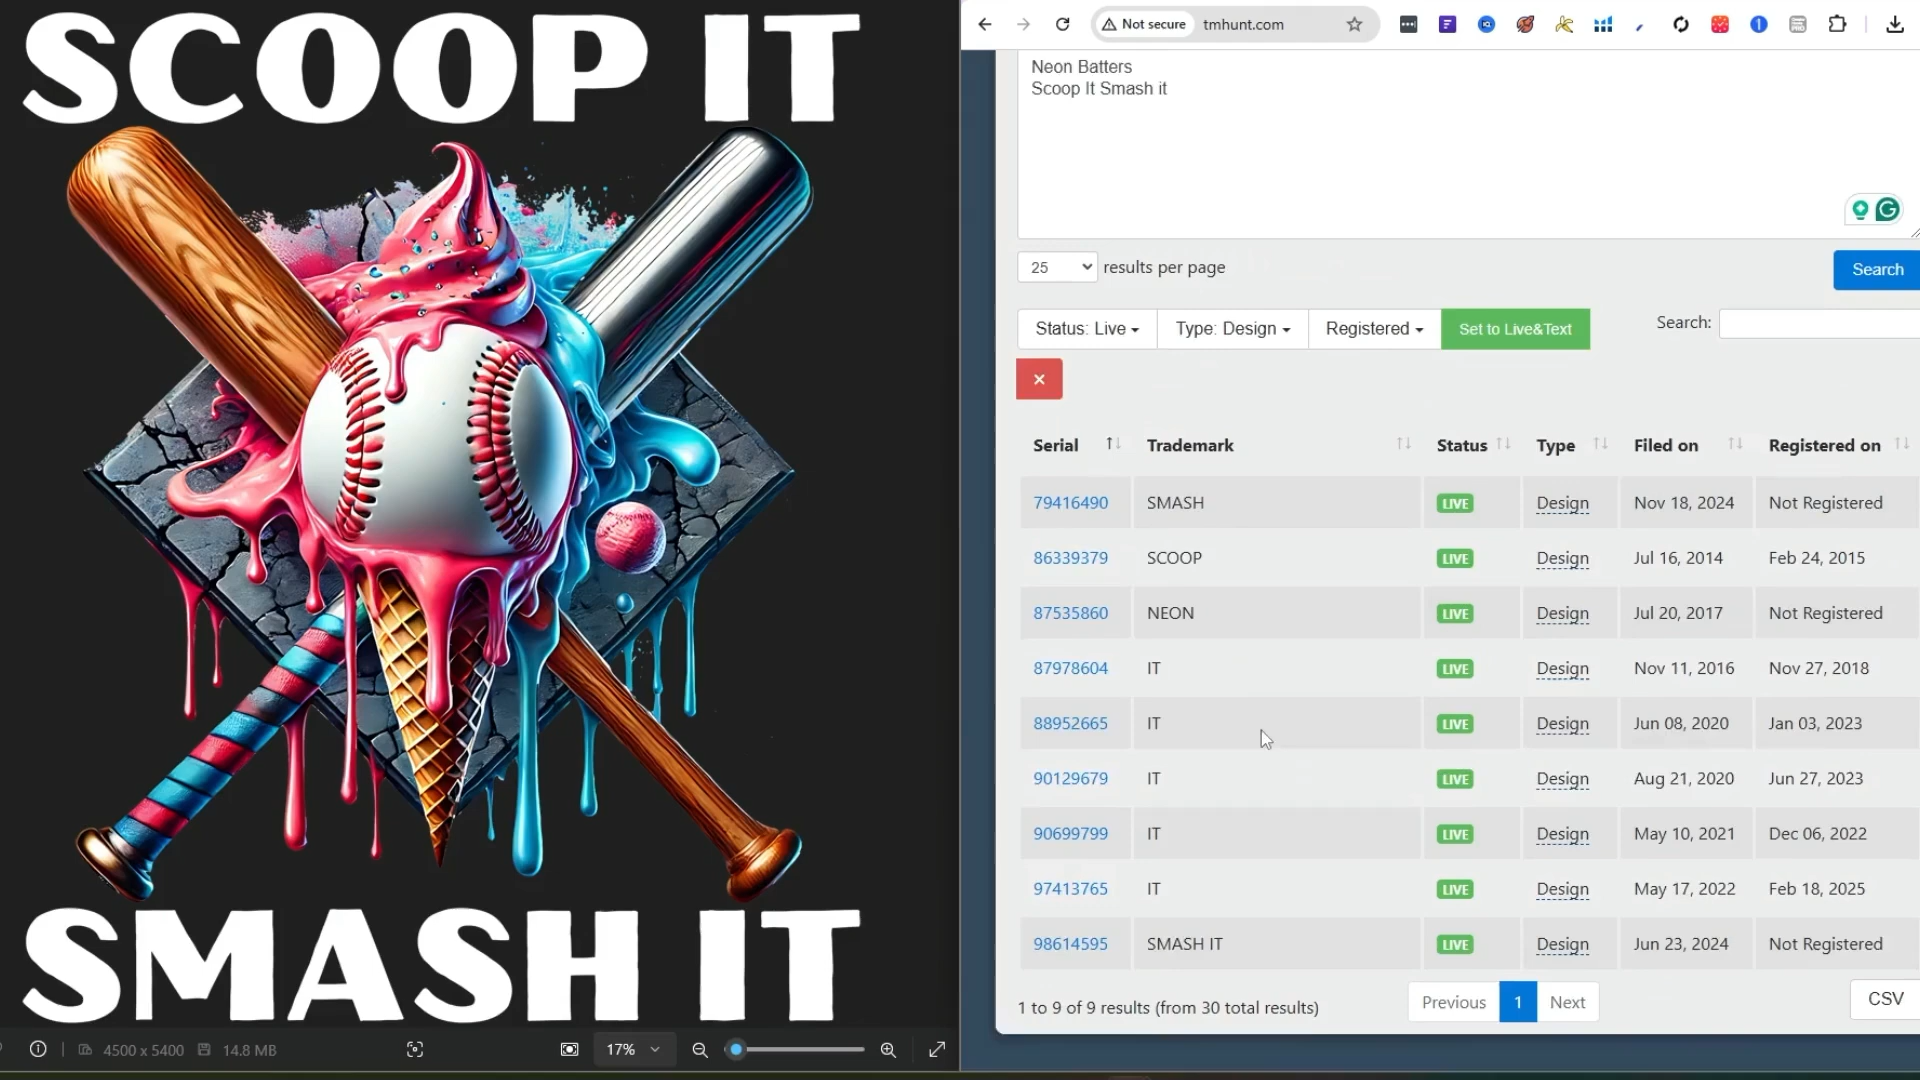 SCOOP IT
SMASH IT
4500 x 5400
14.8 MB
17%
Not secure
tmhunt.com
Neon Batters
Scoop It Smash it
25 results per page
Search
Status: Live
Type: Design
Registered
Set to Live&Text
Search:
×
Serial Trademark Status Type Filed on Registered on
79416490 SMASH LIVE Design Nov 18, 2024 Not Registered
86339379 SCOOP LIVE Design Jul 16, 2014 Feb 24, 2015
87535860 NEON LIVE Design Jul 20, 2017 Not Registered
87978604 IT LIVE Design Nov 11, 2016 Nov 27, 2018
88952665 IT LIVE Design Jun 08, 2020 Jan 03, 2023
90129679 IT LIVE Design Aug 21, 2020 Jun 27, 2023
90699799 IT LIVE Design May 10, 2021 Dec 06, 2022
97413765 IT LIVE Design May 17, 2022 Feb 18, 2025
98614595 SMASH IT LIVE Design Jun 23, 2024 Not Registered
1 to 9 of 9 results (from 30 total results)
Previous 1 Next
CSV